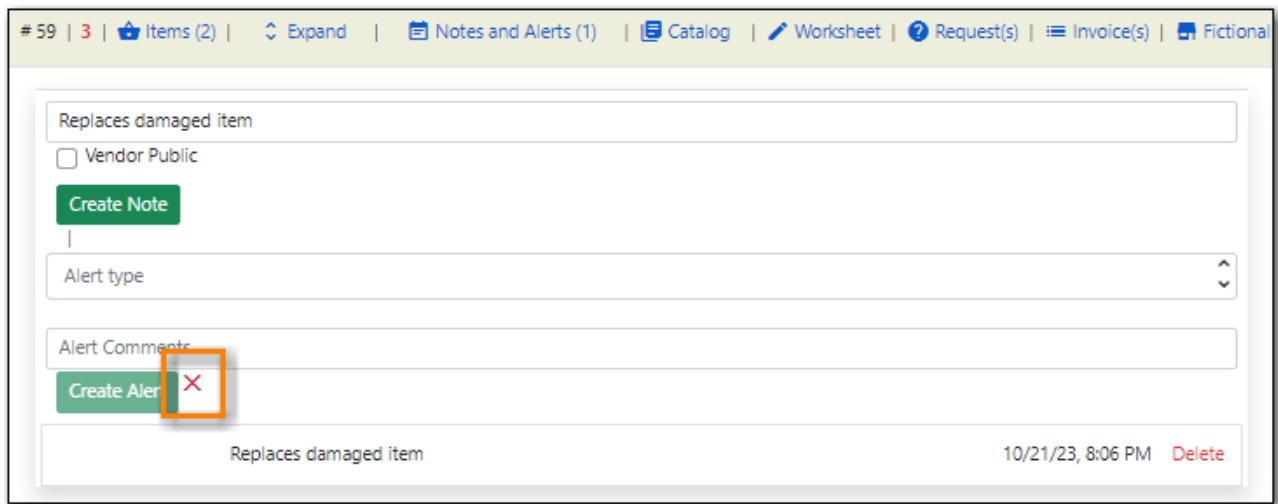 # 59 | 3 | Items (2) | Expand | Notes and Alerts (1) | Catalog | Worksheet | Request(s) | Invoice(s) | Fictional
Replaces damaged item
Vendor Public
Create Note
|
Alert type
Alert Comments
Create Alert
Replaces damaged item 10/21/23, 8:06 PM Delete